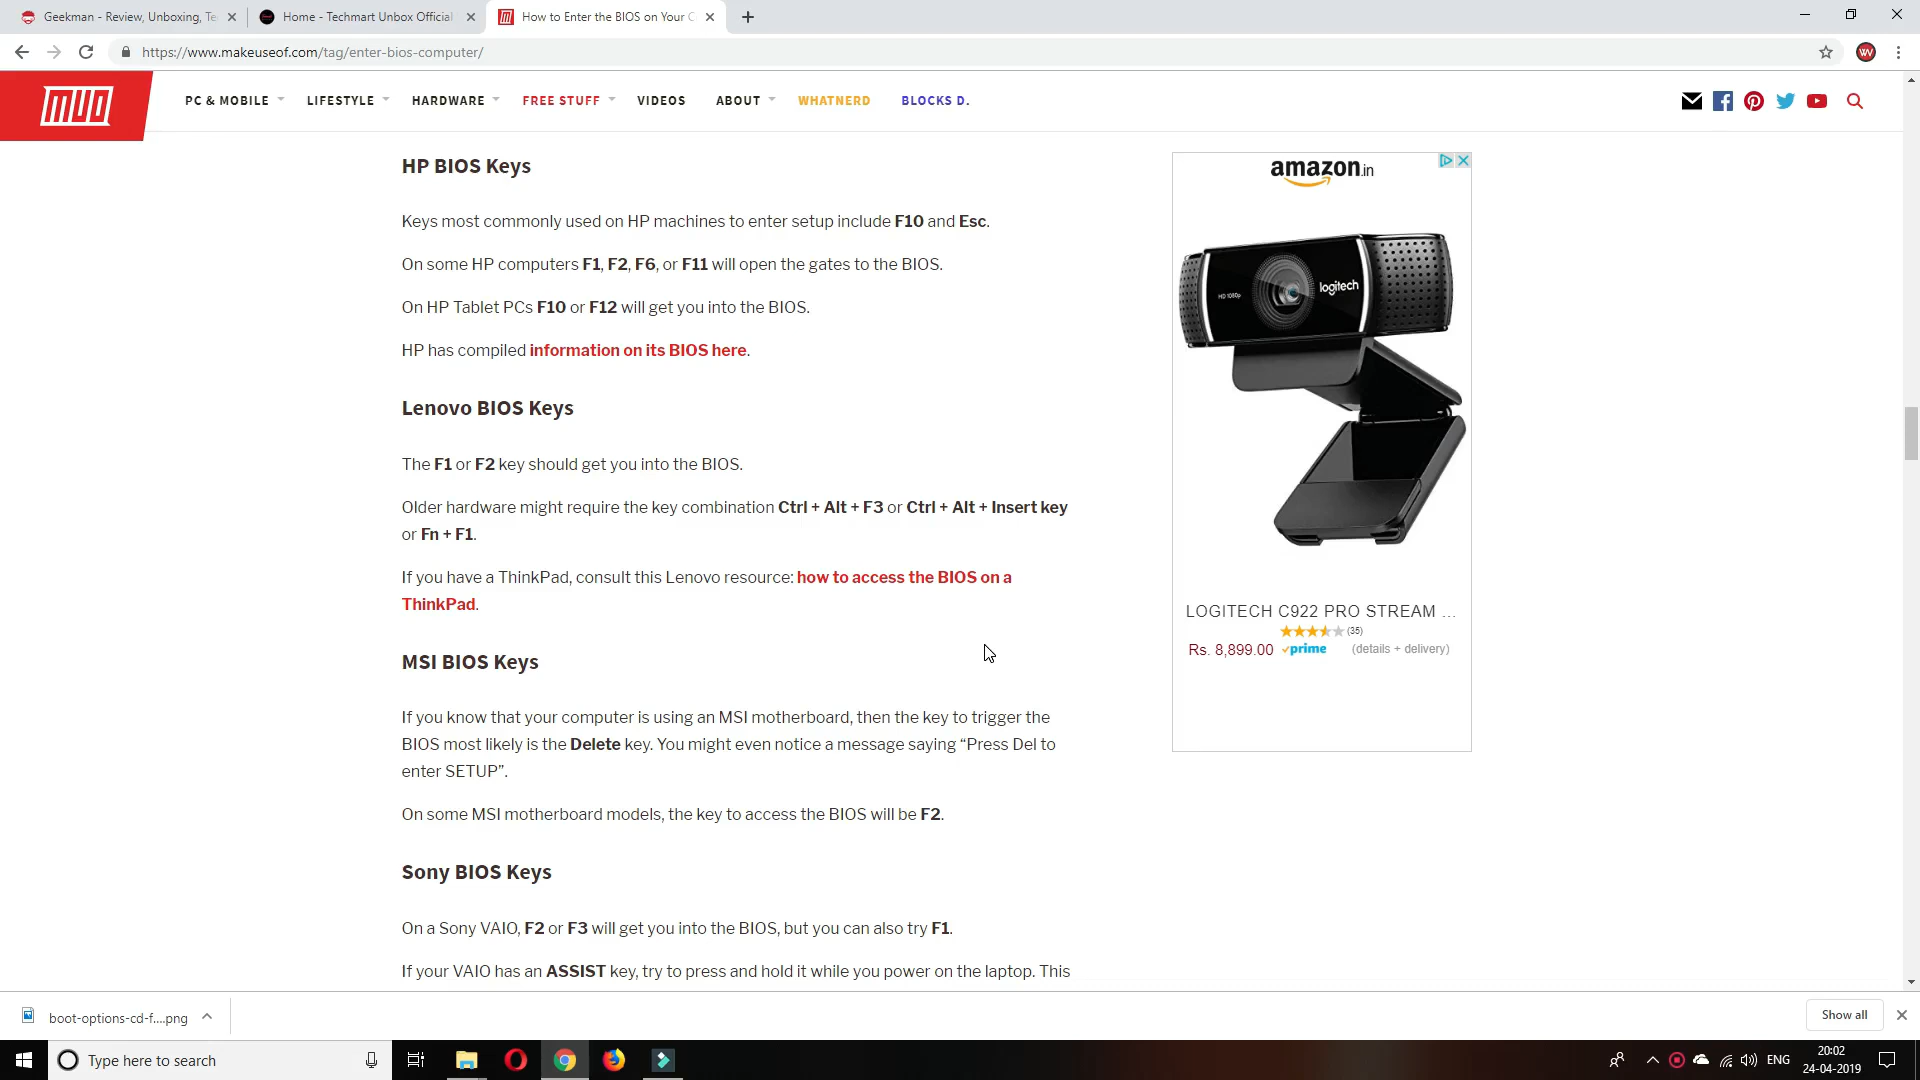 Geekman - Review, Unboxing, Te
Home - Techmart Unbox Official
How to Enter the BIOS on Your C
https://www.makeuseof.com/tag/enter-bios-computer/
MUO
PC & MOBILE
LIFESTYLE
HARDWARE
FREE STUFF
VIDEOS
ABOUT
WHATNERD
BLOCKS D.
HP BIOS Keys
Keys most commonly used on HP machines to enter setup include F10 and Esc.
On some HP computers F1, F2, F6, or F11 will open the gates to the BIOS.
On HP Tablet PCs F10 or F12 will get you into the BIOS.
HP has compiled information on its BIOS here.
Lenovo BIOS Keys
The F1 or F2 key should get you into the BIOS.
Older hardware might require the key combination Ctrl + Alt + F3 or Ctrl + Alt + Insert key
or Fn + F1.
If you have a ThinkPad, consult this Lenovo resource: how to access the BIOS on a
ThinkPad.
MSI BIOS Keys
If you know that your computer is using an MSI motherboard, then the key to trigger the
BIOS most likely is the Delete key. You might even notice a message saying “Press Del to
enter SETUP”.
On some MSI motherboard models, the key to access the BIOS will be F2.
Sony BIOS Keys
On a Sony VAIO, F2 or F3 will get you into the BIOS, but you can also try F1.
If your VAIO has an ASSIST key, try to press and hold it while you power on the laptop. This
amazon.in
HD 1080p
logitech
LOGITECH C922 PRO STREAM ...
(35)
Rs. 8,899.00 prime (details + delivery)
boot-options-cd-f....png
Show all
Type here to search
ENG
20:02
24-04-2019